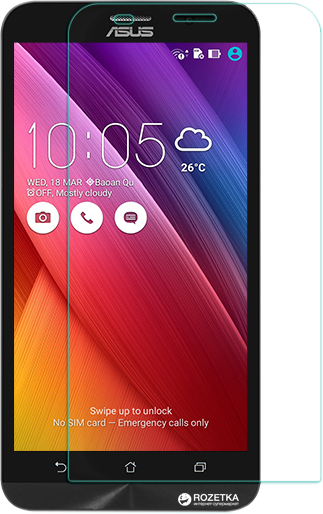 ASUS
10:05
26°C
WED, 18 MAR Baoan Qu
OFF, Mostly cloudy
Swipe up to unlock
No SIM card — Emergency calls only
ROZETKA
интернет-супермаркет